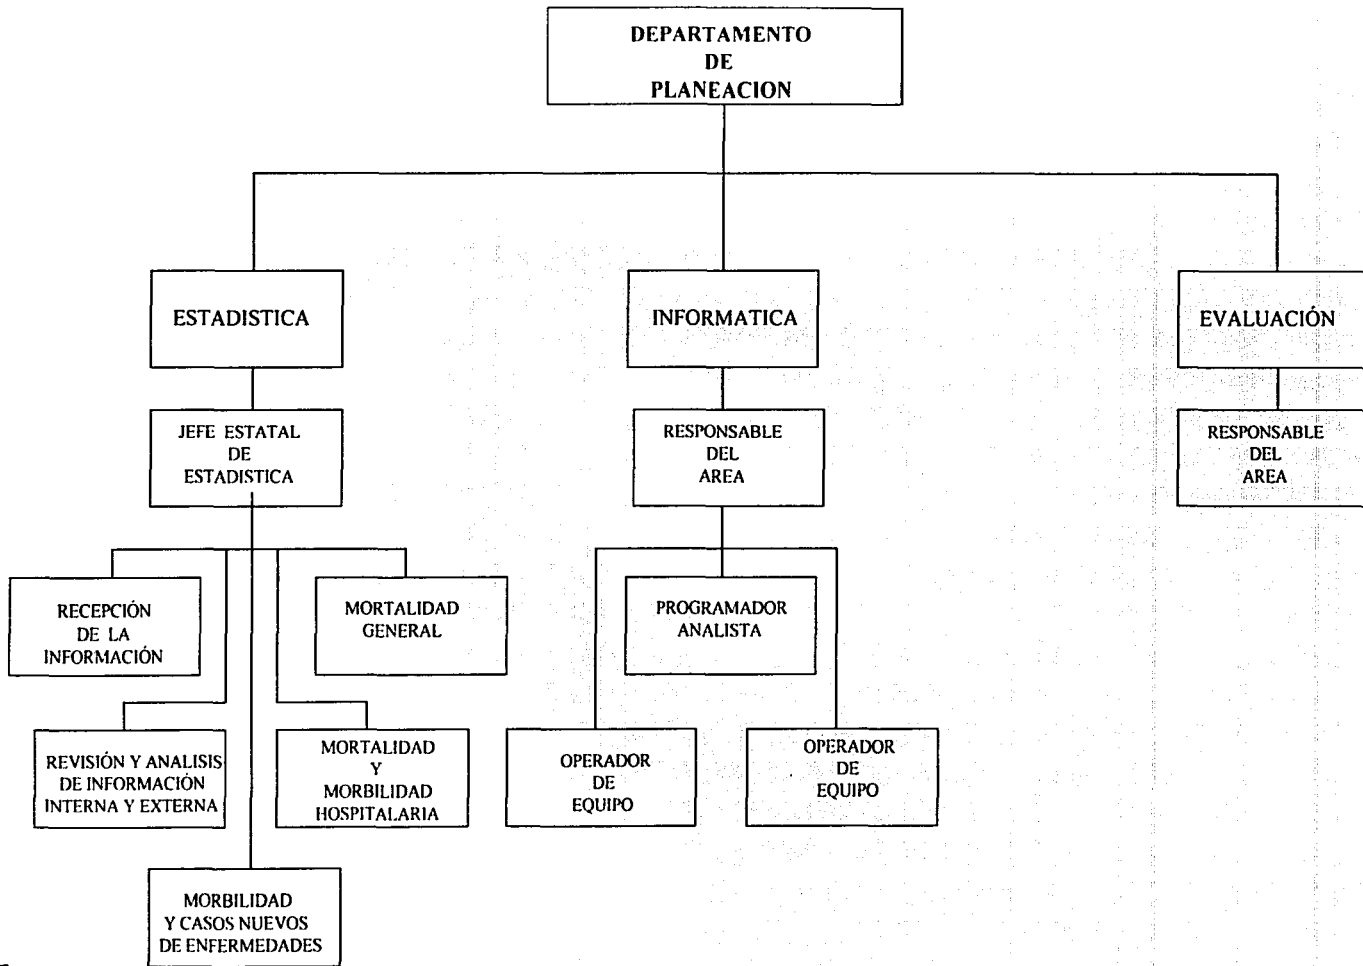 DEPARTAMENTO
DE
PLANEACION
ESTADISTICA
INFORMATICA
EVALUACIÓN
JEFE ESTATAL
DE
ESTADISTICA
RESPONSABLE
DEL
AREA
RESPONSABLE
DEL
AREA
RECEPCIÓN
DE LA
INFORMACIÓN
MORTALIDAD
GENERAL
PROGRAMADOR
ANALISTA
REVISIÓN Y ANALISIS
DE INFORMACIÓN
INTERNA Y EXTERNA
MORTALIDAD
Y
MORBILIDAD
HOSPITALARIA
OPERADOR
DE
EQUIPO
OPERADOR
DE
EQUIPO
MORBILIDAD
Y CASOS NUEVOS
DE ENFERMEDADES